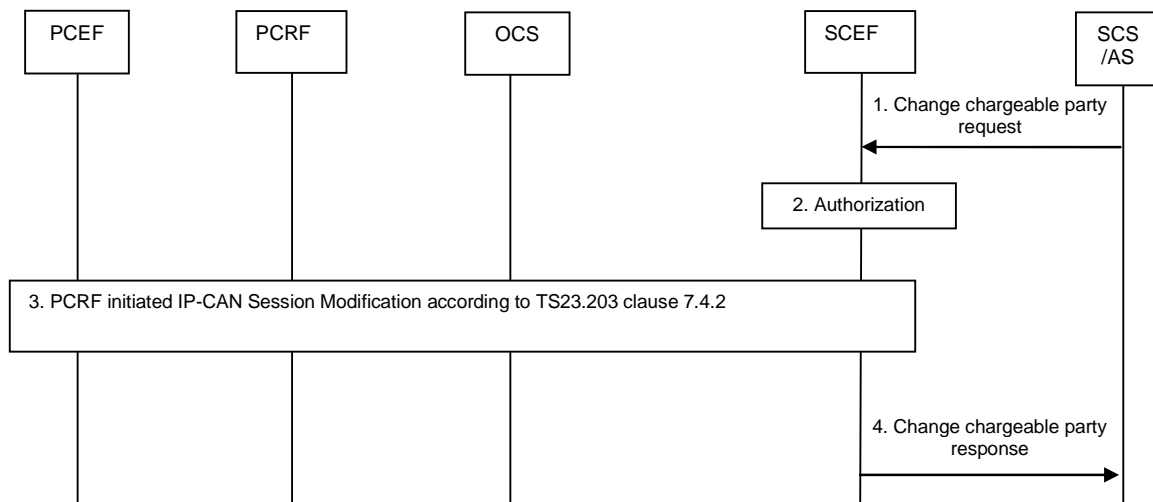 PCEF
PCRF
OCS
SCEF
SCS
/AS
1. Change chargeable party
request
2. Authorization
3. PCRF initiated IP-CAN Session Modification according to TS23.203 clause 7.4.2
4. Change chargeable party
response